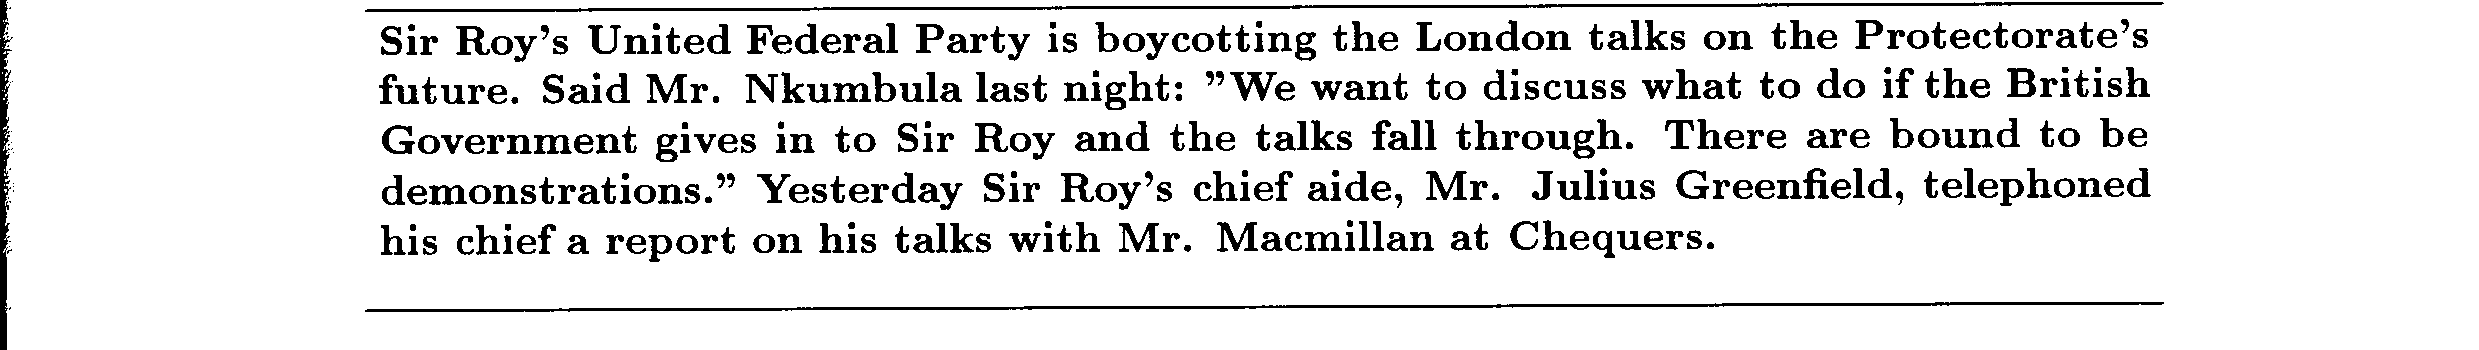 Sir Roy's United Federal Party is boycotting the London talks on the Protectorate's
future. Said Mr. Nkumbula last night: ”We want to discuss what to do if the British
Government gives in to Sir Roy and the talks fall through. There are bound to be
demonstrations.” Yesterday Sir Roy's chief aide, Mr. Julius Greenfield, telephoned
his chief a report on his talks with Mr. Macmillan at Chequers.